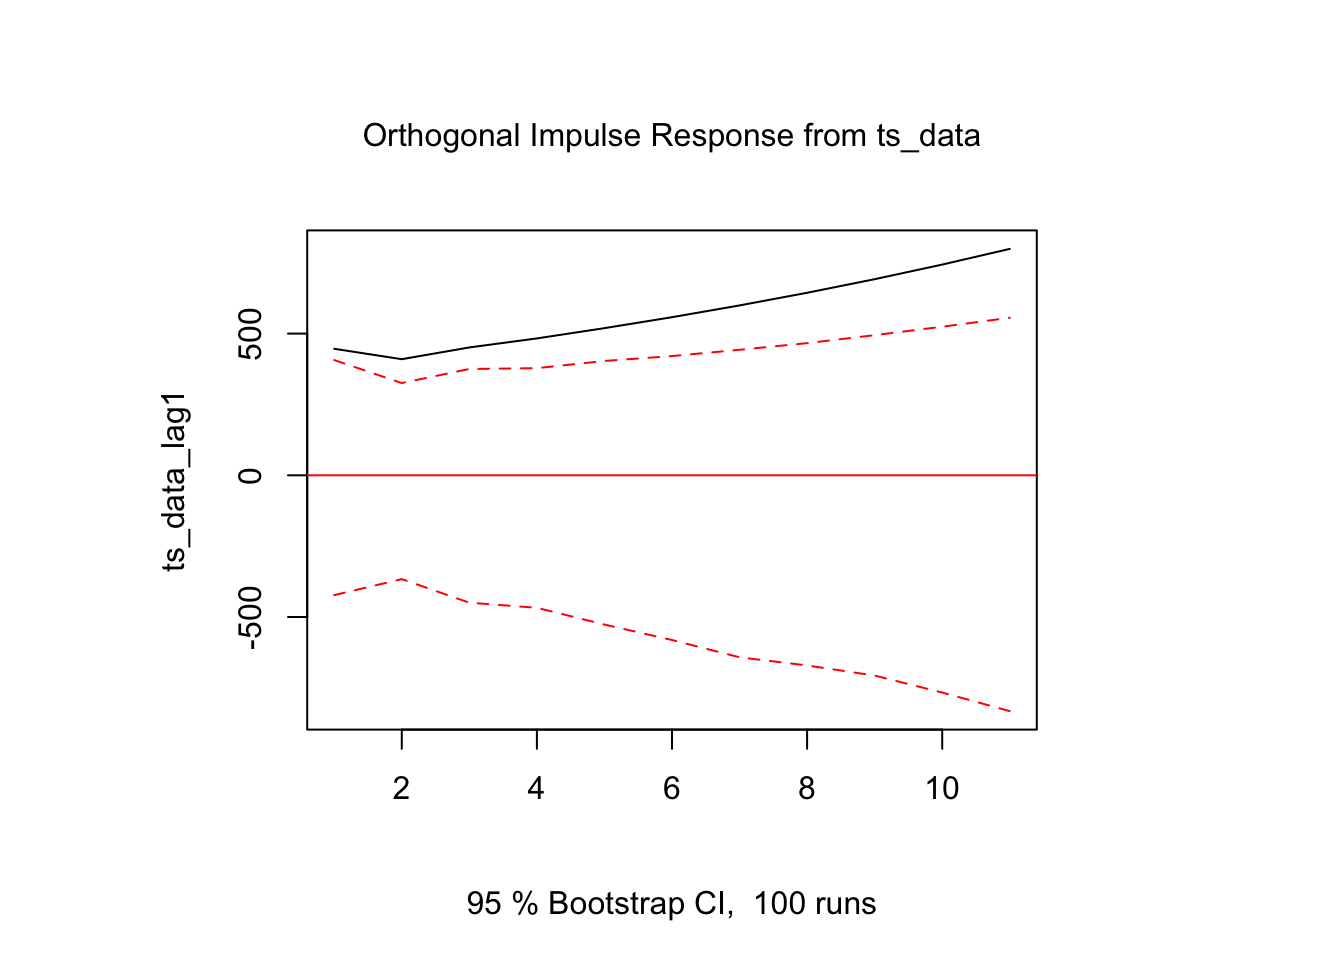 Orthogonal Impulse Response from ts_data
ts_data_lag1
500
0
-500
2 4 6 8 10
95 % Bootstrap CI,  100 runs